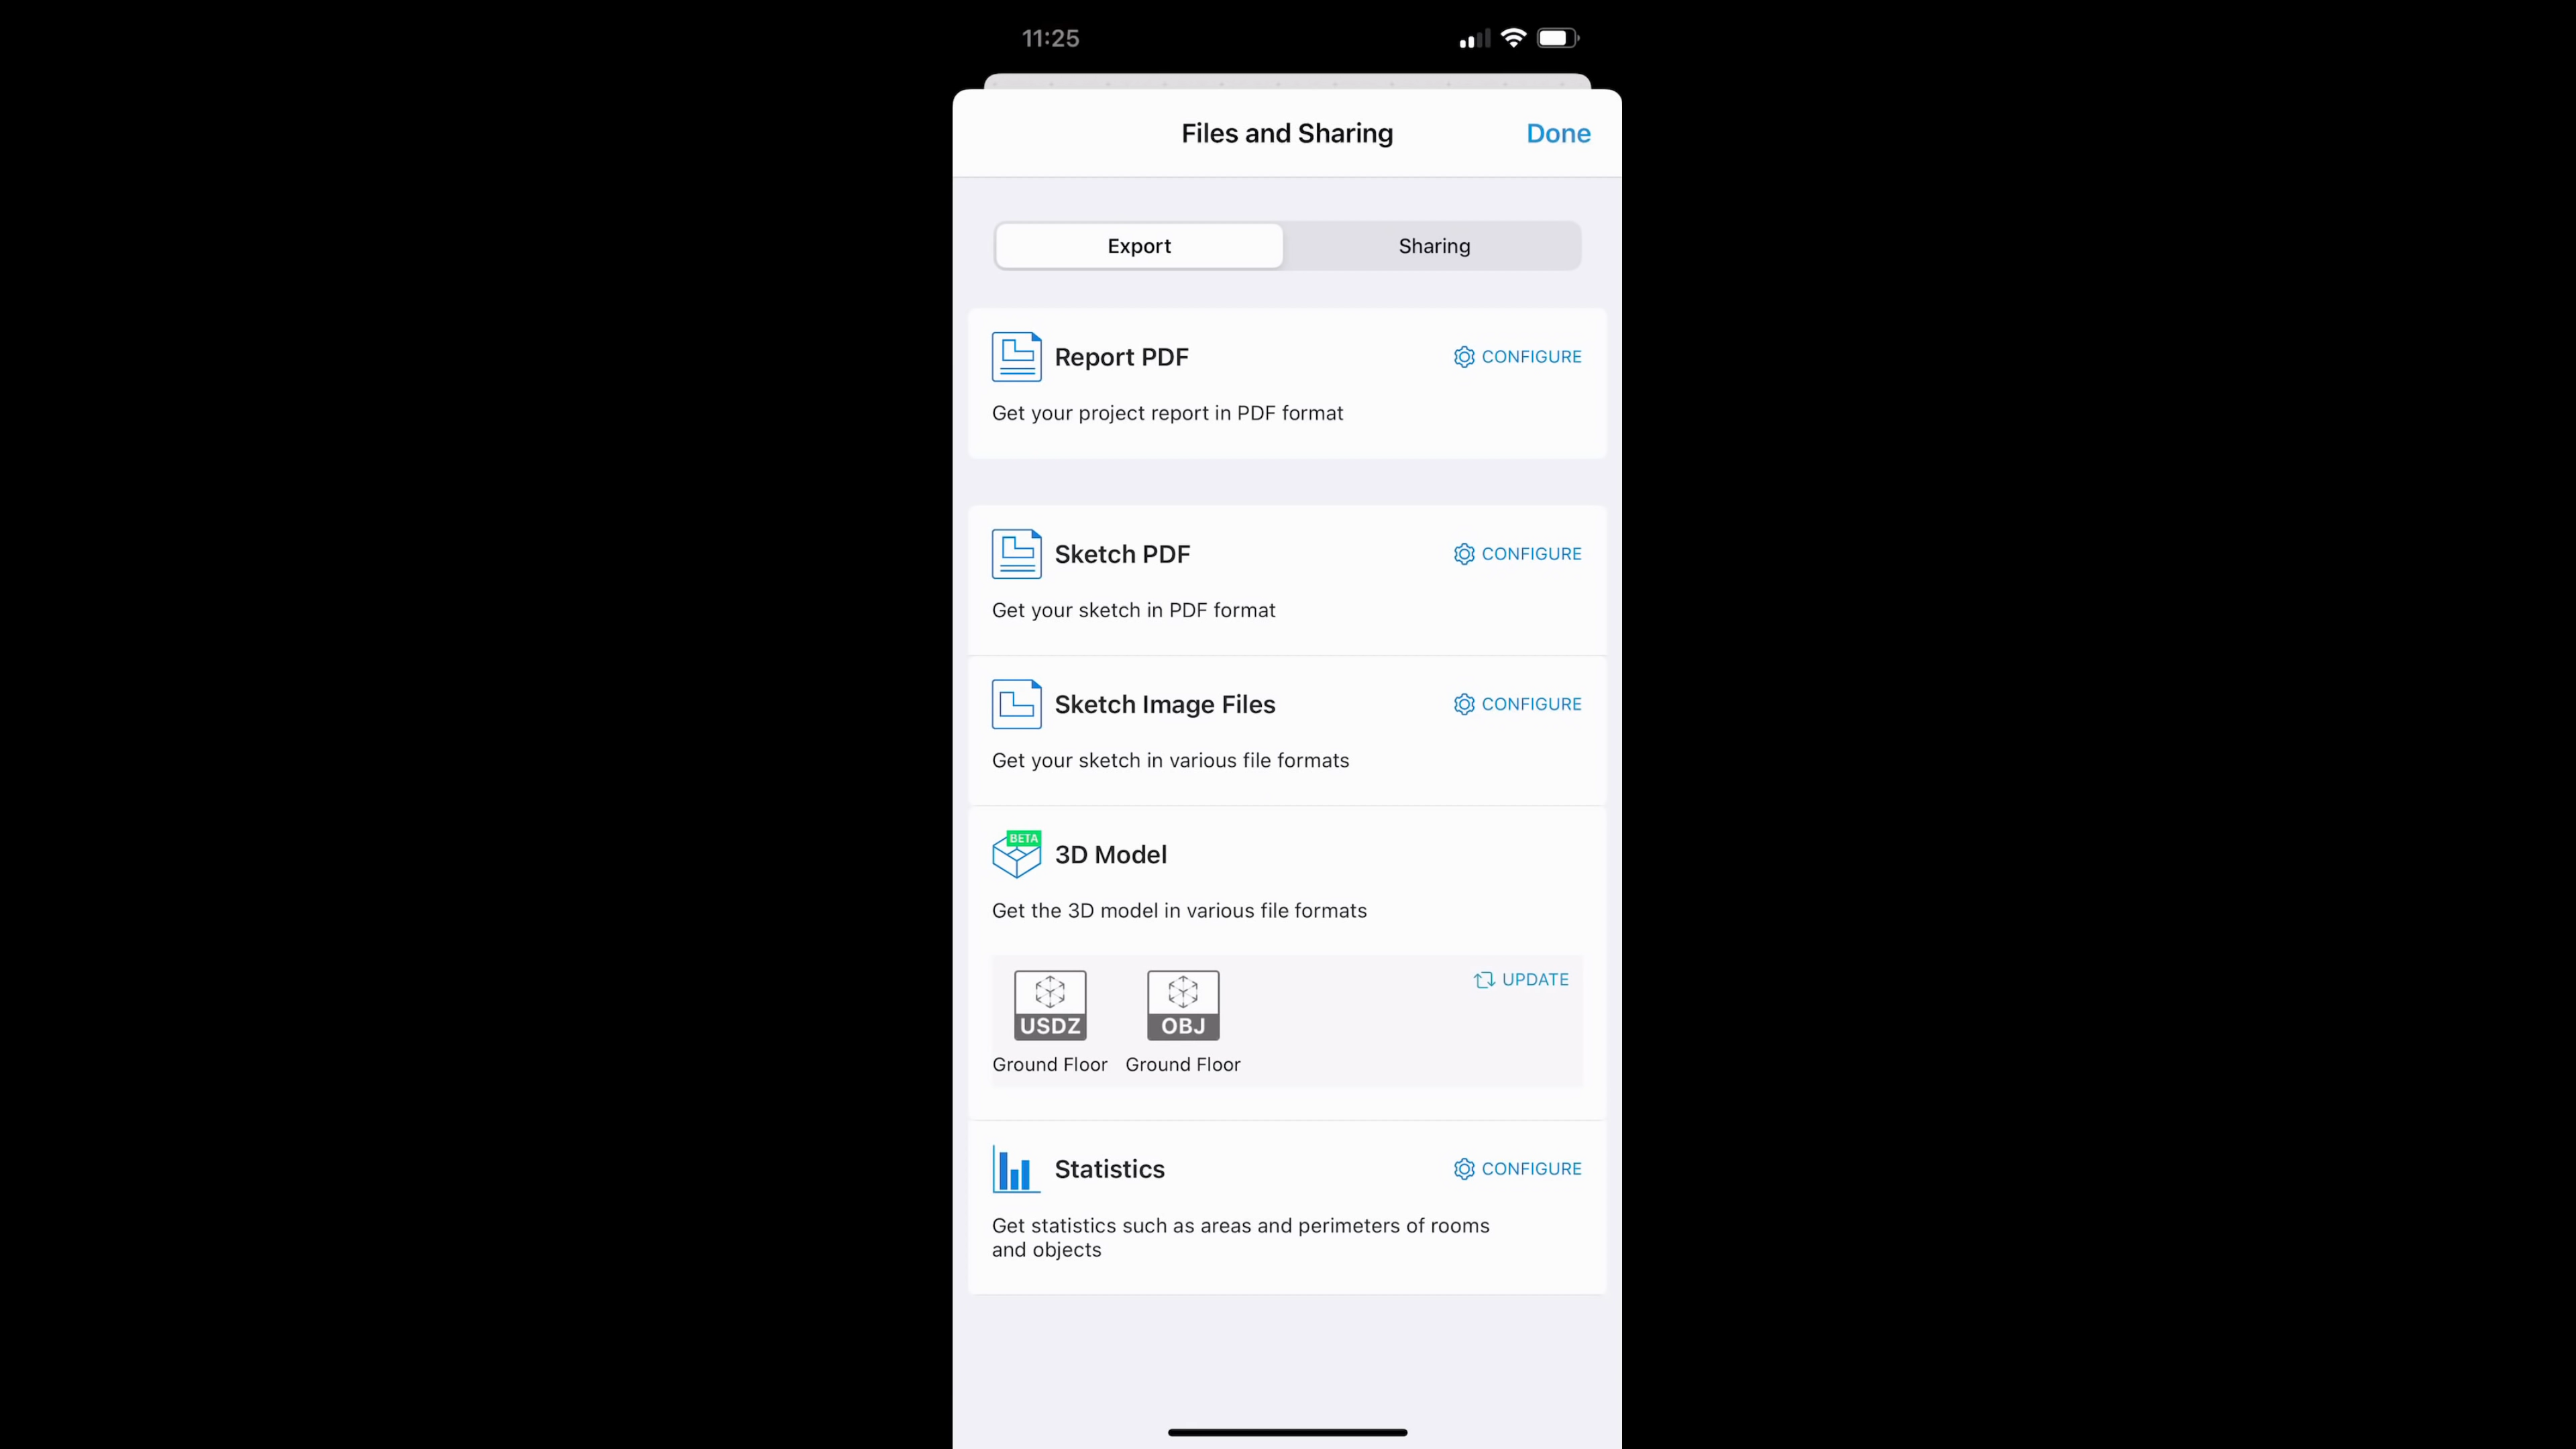 11:25
Files and Sharing
Done
Export
Sharing
Report PDF
CONFIGURE
Get your project report in PDF format
Sketch PDF
CONFIGURE
Get your sketch in PDF format
Sketch Image Files
CONFIGURE
Get your sketch in various file formats
BETA
3D Model
Get the 3D model in various file formats
UPDATE
USDZ
OBJ
Ground Floor
Ground Floor
Statistics
CONFIGURE
Get statistics such as areas and perimeters of rooms
and objects